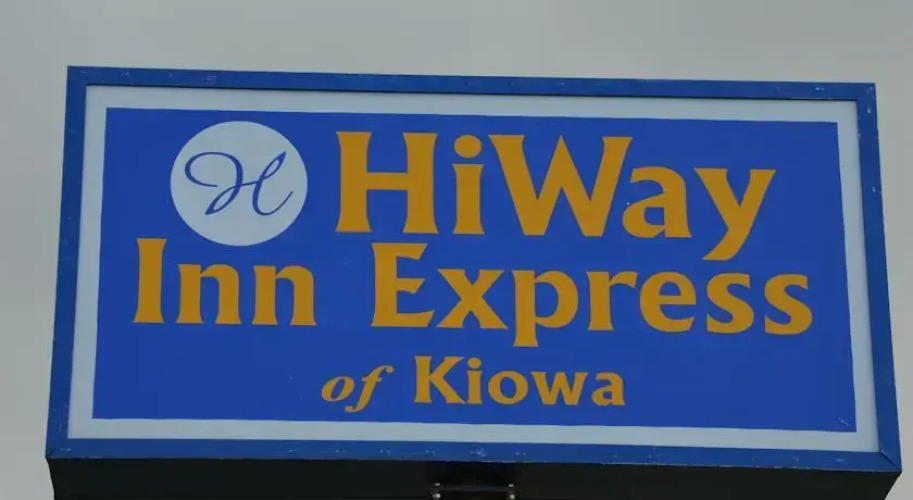 H HiWay
Inn Express
of Kiowa